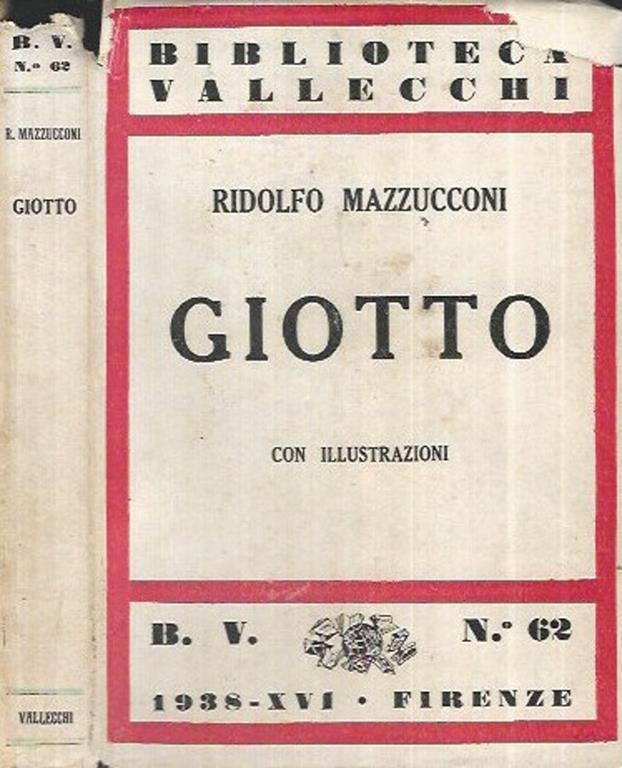 B. V.
N.º 62
R. MAZZUCCONI
GIOTTO
VALLECCHI
BIBLIOTECA
VALLECCHI
RIDOLFO MAZZUCCONI
GIOTTO
CON ILLUSTRAZIONI
B. V. N.º 62
1938-XVI • FIRENZE